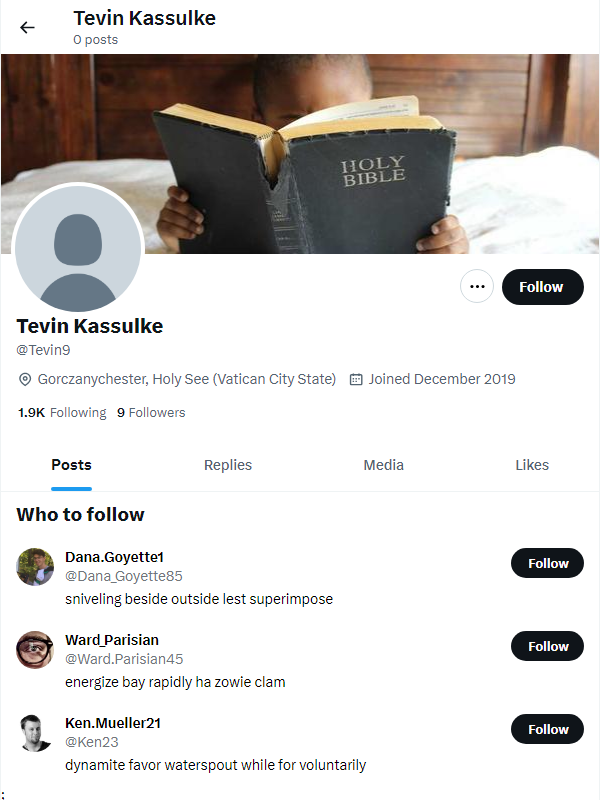 Tevin Kassulke
0 posts
HOLY
BIBLE
Follow
Tevin Kassulke
@Tevin9
Gorczanychester, Holy See (Vatican City State) Joined December 2019
1.9K Following 9 Followers
Posts Replies Media Likes
Who to follow
Dana.Goyette1
@Dana_Goyette85
Follow
sniveling beside outside lest superimpose
Ward_Parisian
@Ward.Parisian45
Follow
energize bay rapidly ha zowie clam
Ken.Mueller21
@Ken23
Follow
dynamite favor waterspout while for voluntarily
: